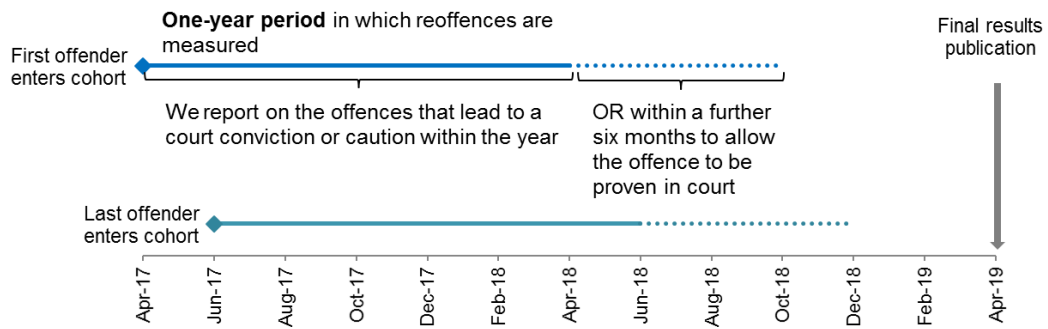 One-year period in which reoffences are
measured
First offender
enters cohort
Final results
publication
We report on the offences that lead to a
court conviction or caution within the year
OR within a further
six months to allow
the offence to be
proven in court
Last offender
enters cohort
Apr-17
Jun-17
Aug-17
Oct-17
Dec-17
Feb-18
Apr-18
Jun-18
Aug-18
Oct-18
Dec-18
Feb-19
Apr-19